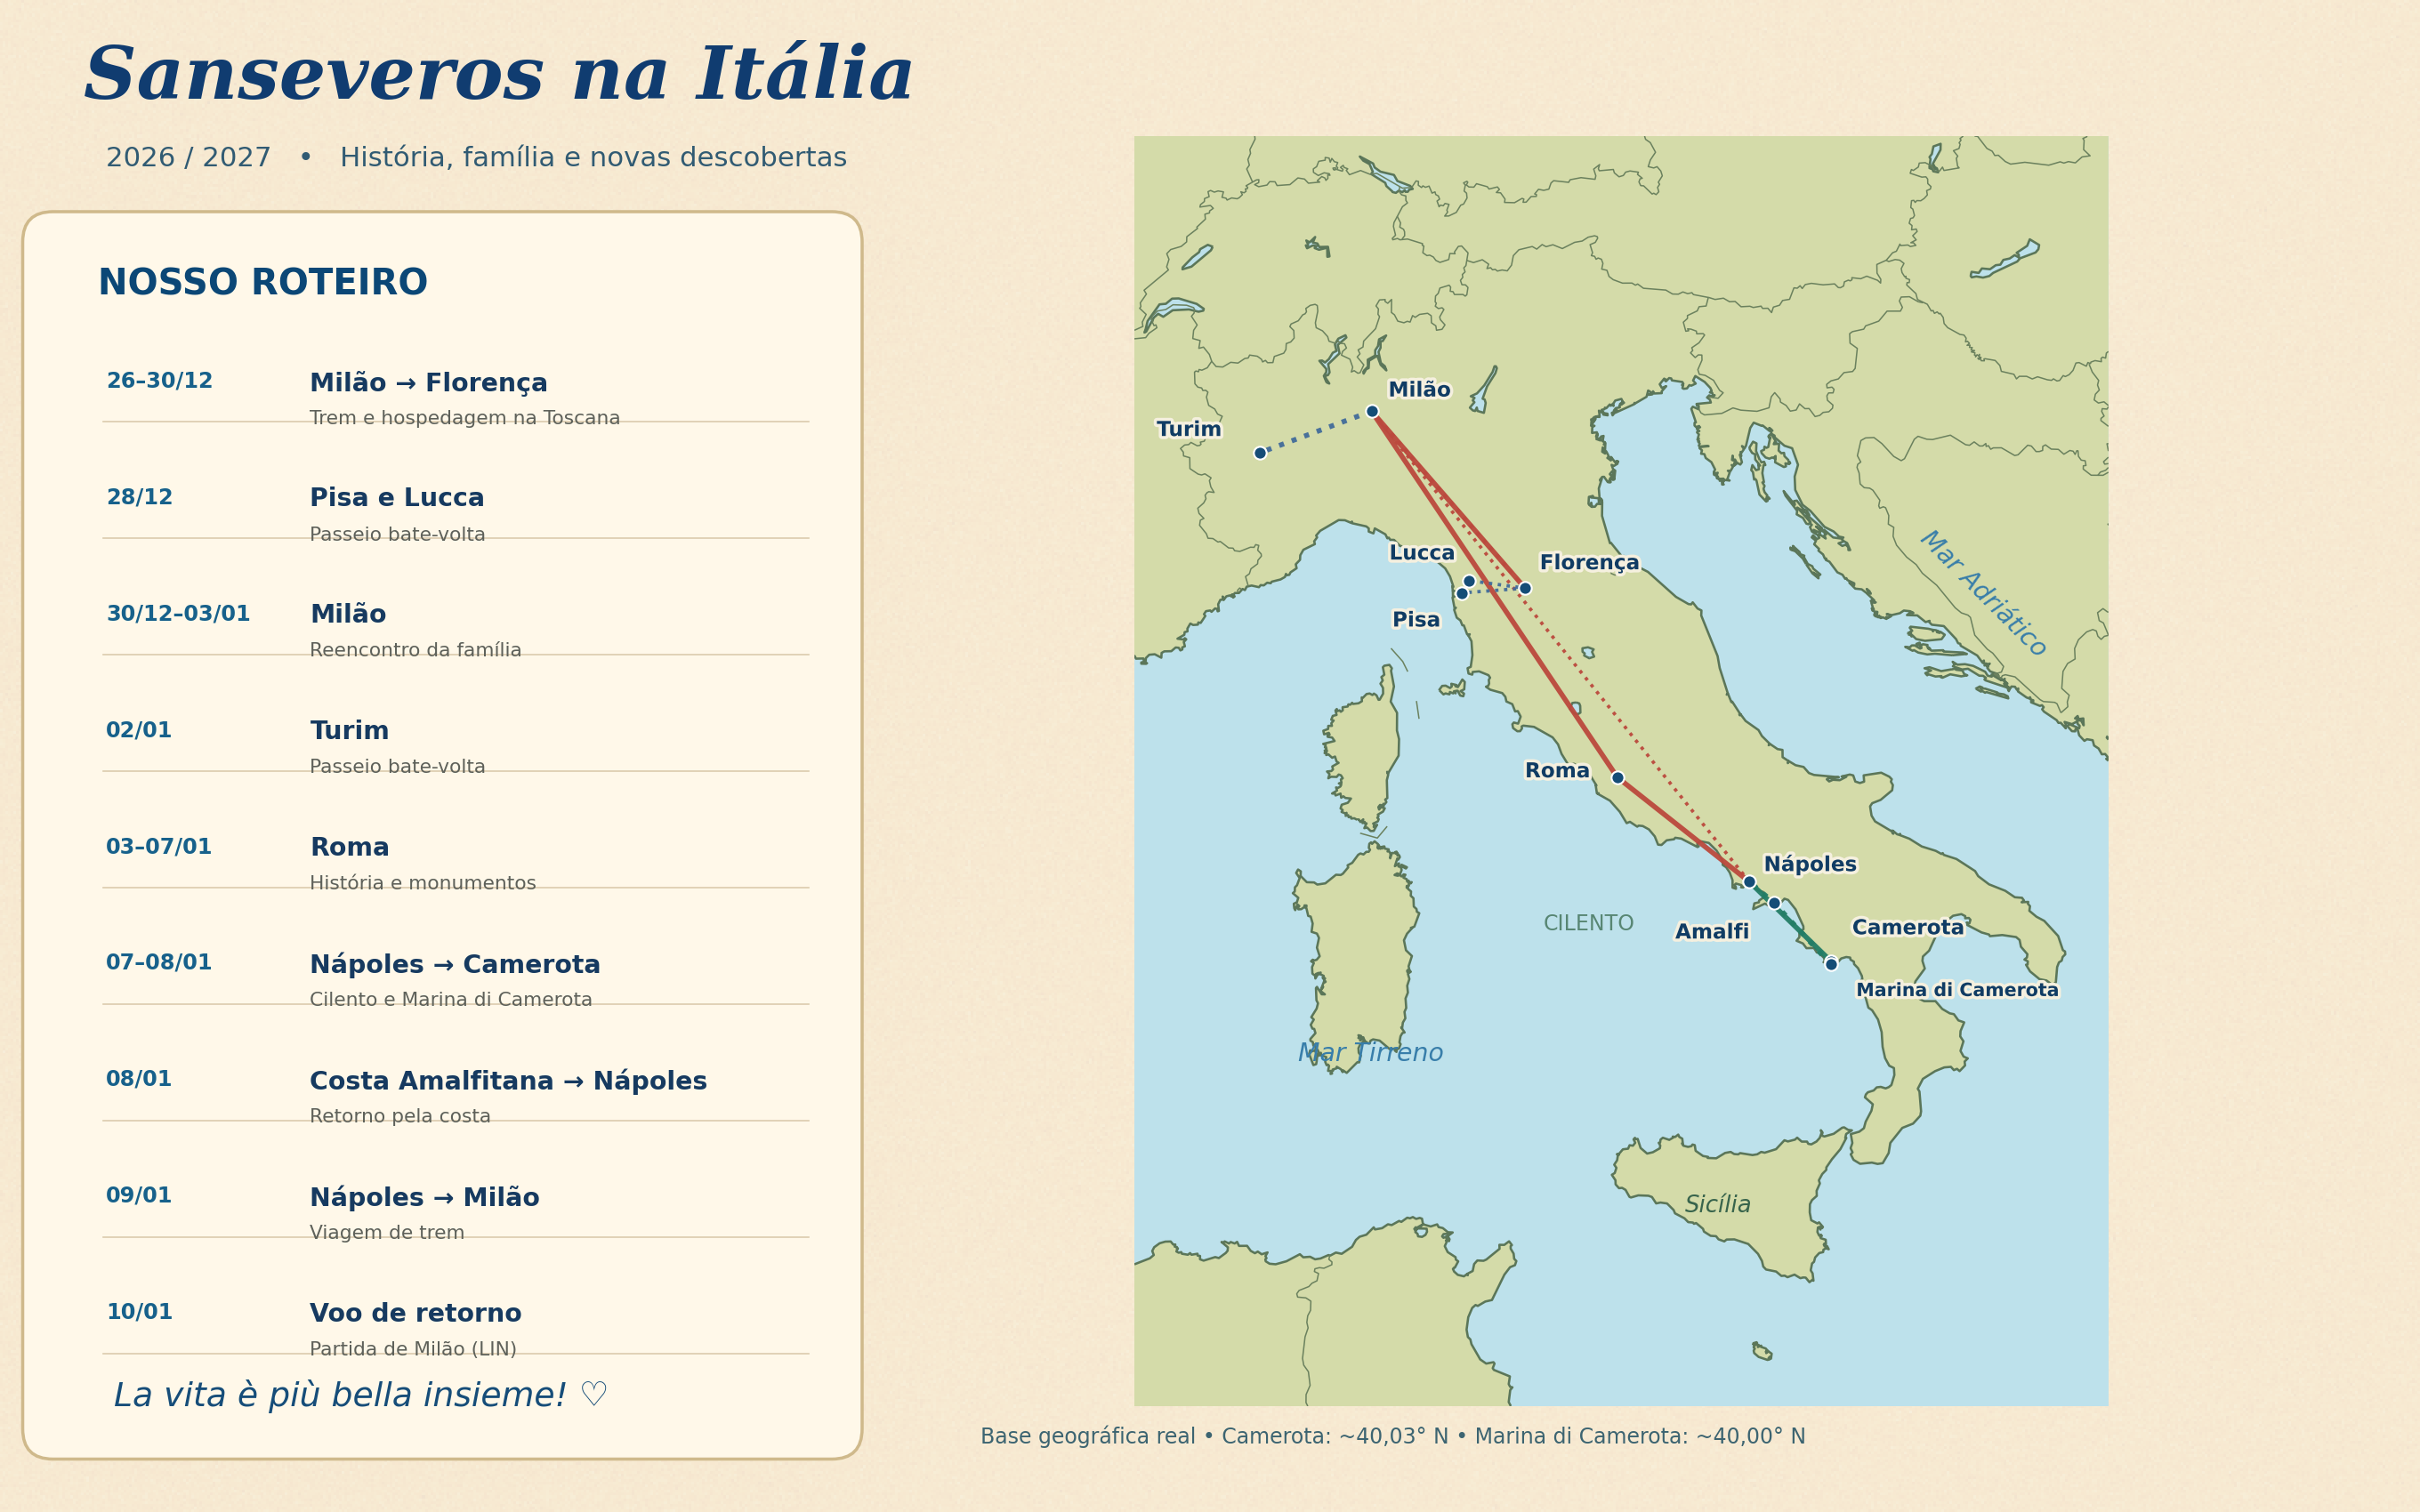 Sanseveros na Itália
2026 / 2027 • História, família e novas descobertas
NOSSO ROTEIRO
26–30/12 Milão → Florença
Trem e hospedagem na Toscana
28/12 Pisa e Lucca
Passeio bate-volta
30/12–03/01 Milão
Reencontro da família
02/01 Turim
Passeio bate-volta
03–07/01 Roma
História e monumentos
07–08/01 Nápoles → Camerota
Cilento e Marina di Camerota
08/01 Costa Amalfitana → Nápoles
Retorno pela costa
09/01 Nápoles → Milão
Viagem de trem
10/01 Voo de retorno
Partida de Milão (LIN)
La vita è più bella insieme! ♡
Milão
Turim
Lucca
Florença
Pisa
Mar Adriático
Roma
Nápoles
CILENTO
Amalfi
Camerota
Marina di Camerota
Mar Tirreno
Sicília
Base geográfica real • Camerota: ~40,03° N • Marina di Camerota: ~40,00° N